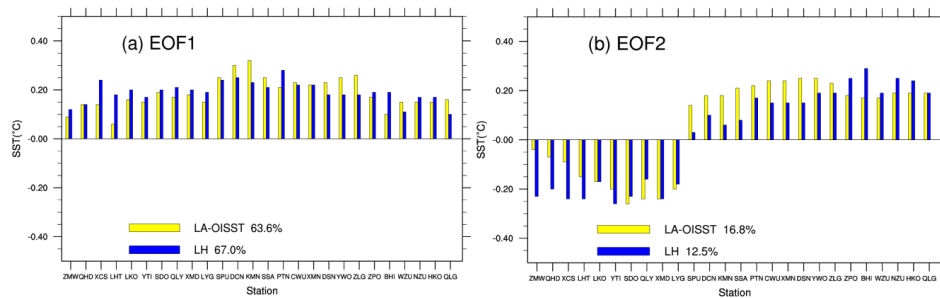 (a) EOF1
0.40
0.20
-0.00
-0.20
-0.40
SST(°C)
LA-OISST 63.6%
LH 67.0%
ZMW QHD XCS LHT LKO YTI SDO QLY XMD LYG SPU DCN KMN SSA PTN CWU XMN DSN YWO ZLG ZPO BHI WZU NZU HKO QLG
Station
(b) EOF2
0.40
0.20
-0.00
-0.20
-0.40
SST(°C)
LA-OISST 16.8%
LH 12.5%
ZMW QHD XCS LHT LKO YTI SDO QLY XMD LYG SPU DCN KMN SSA PTN CWU XMN DSN YWO ZLG ZPO BHI WZU NZU HKO QLG
Station